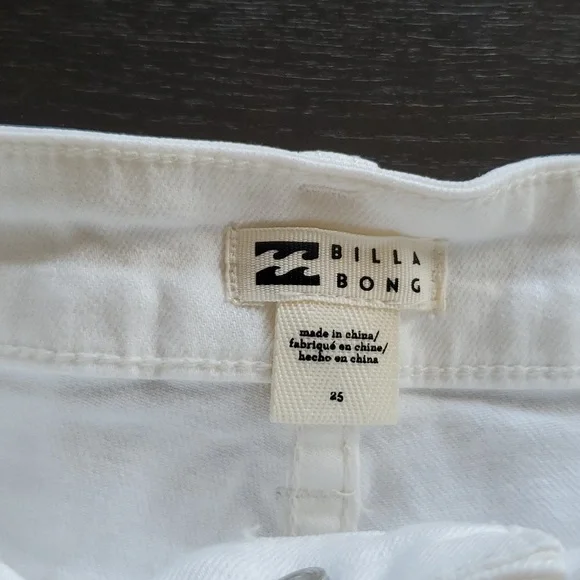 BILLA
BONG
made in china/
fabriqué en chine/
hecho en china
25